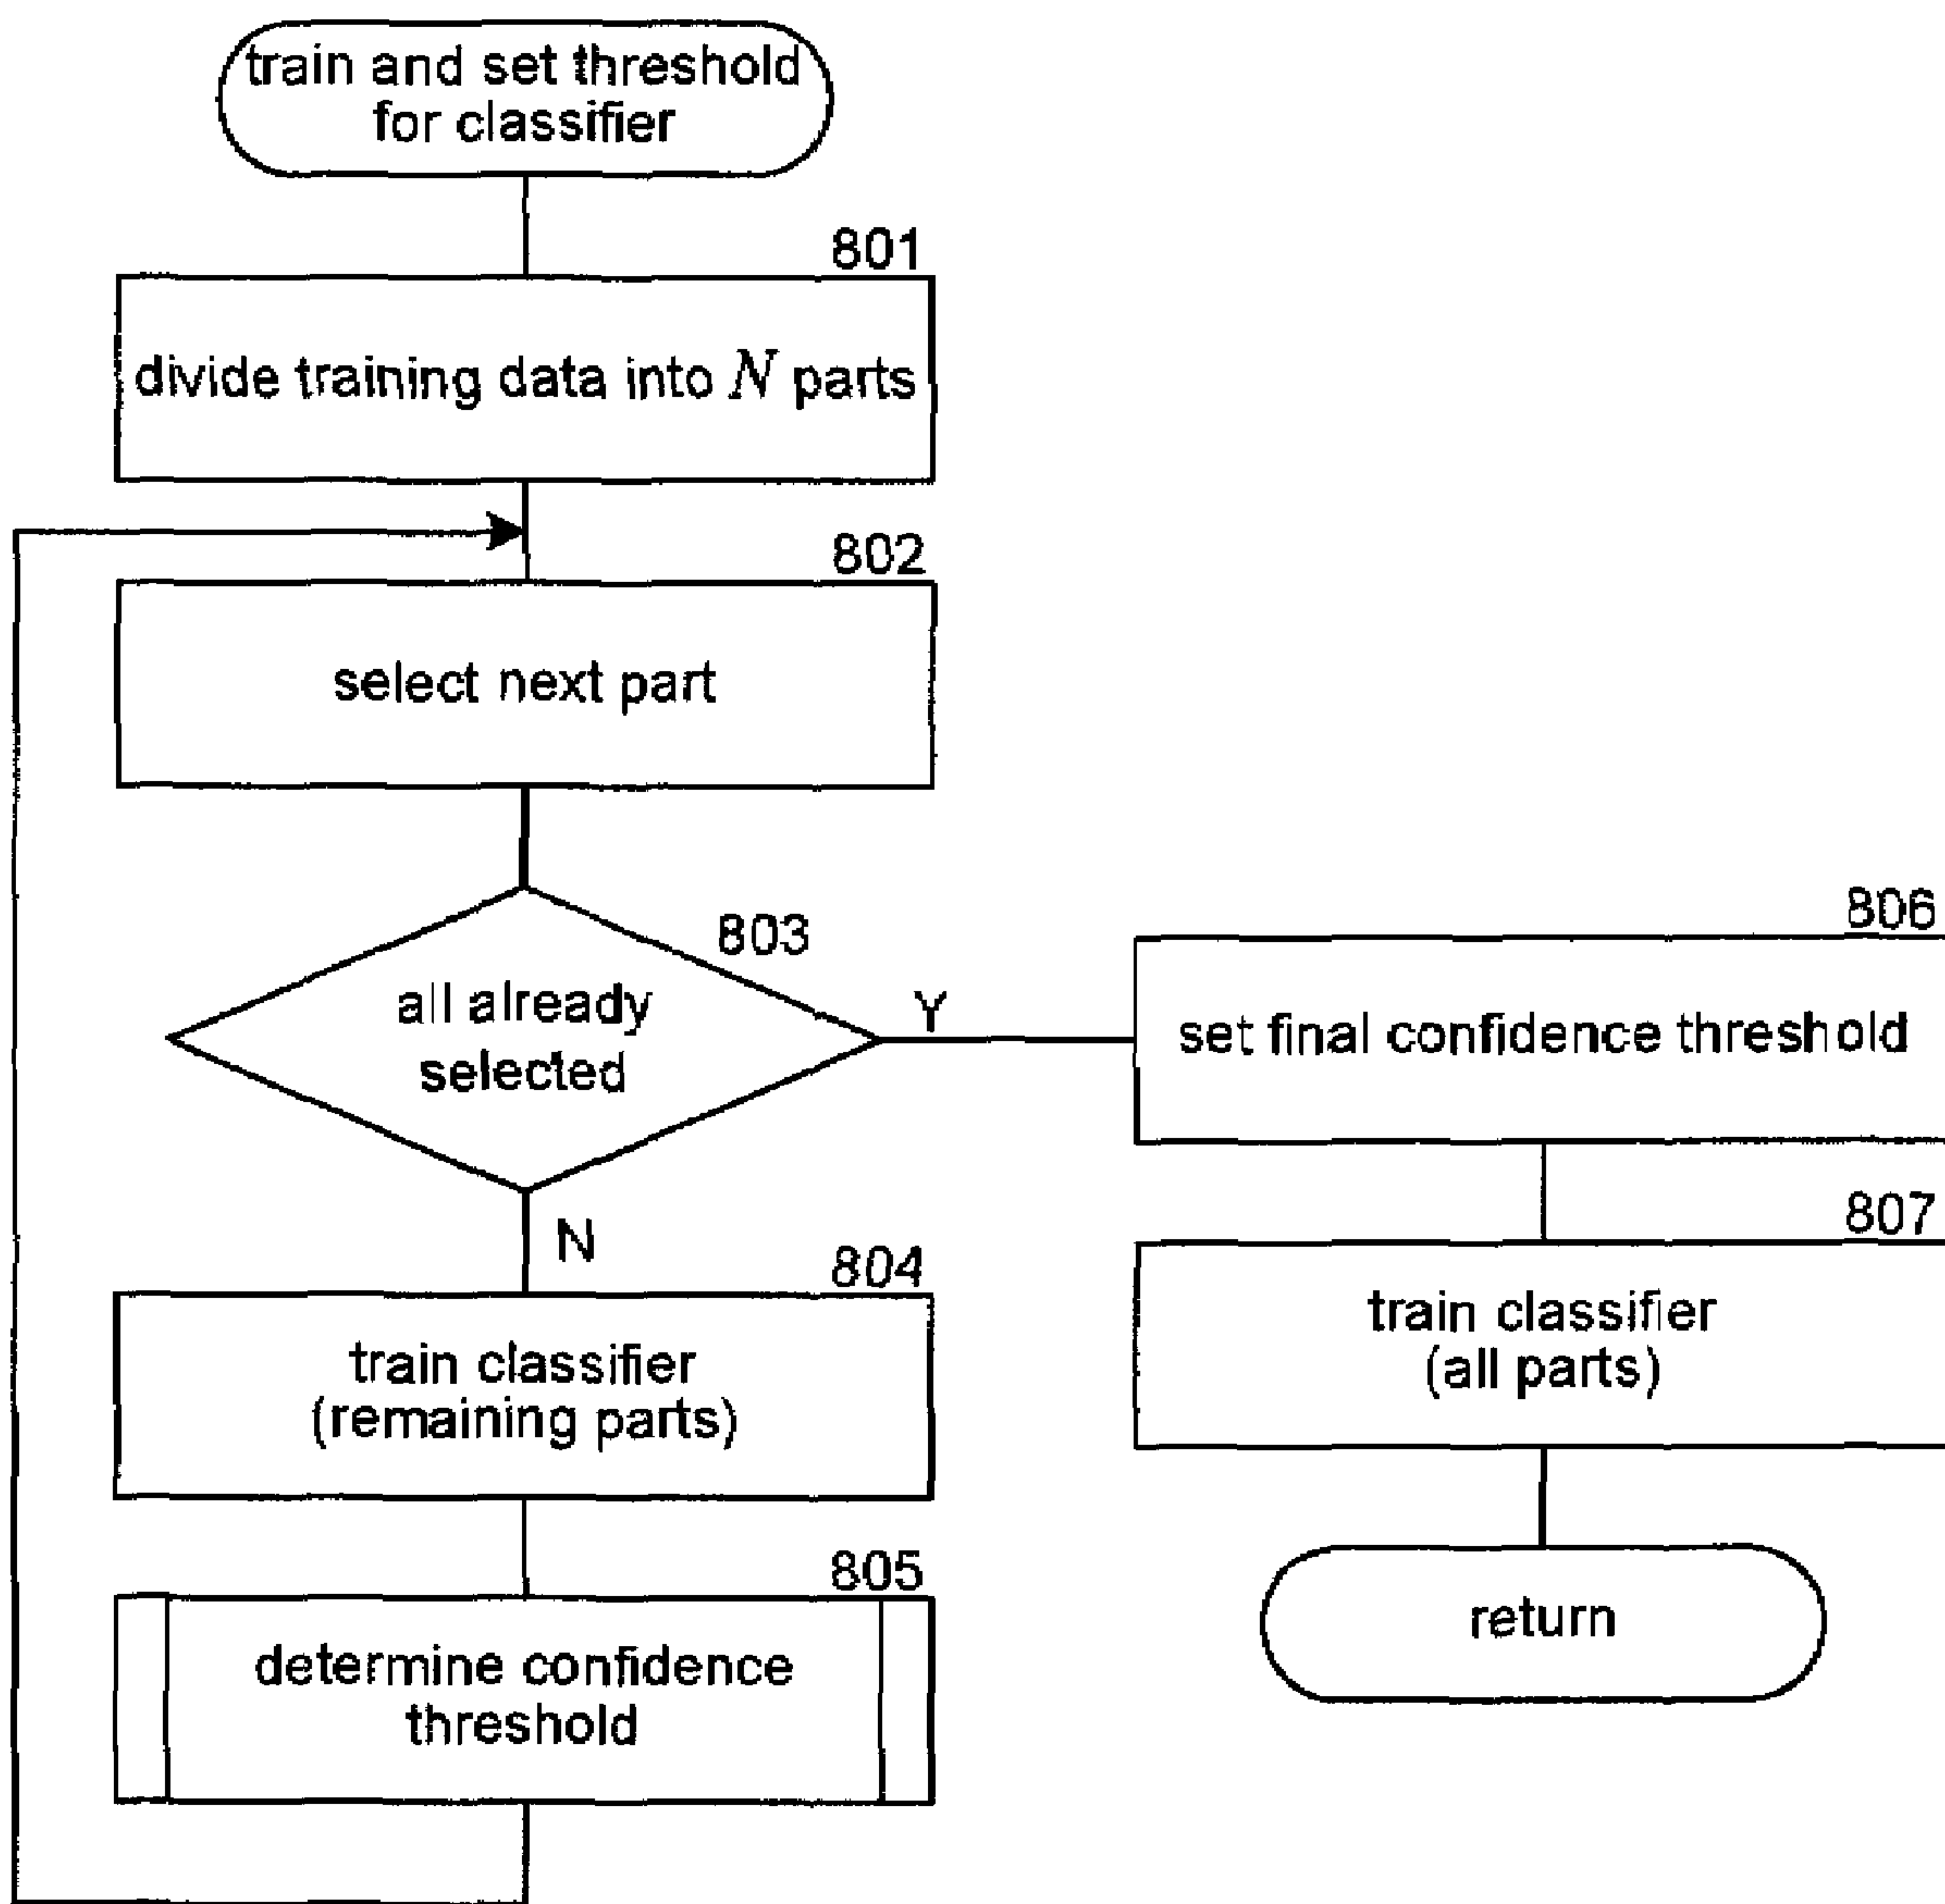 train and set threshold
for classifier
801
divide training data into N parts
802
select next part
803
all already
selected
Y
N
804
train classifier
(remaining parts)
805
determine confidence
threshold
806
set final confidence threshold
807
train classifier
(all parts)
return